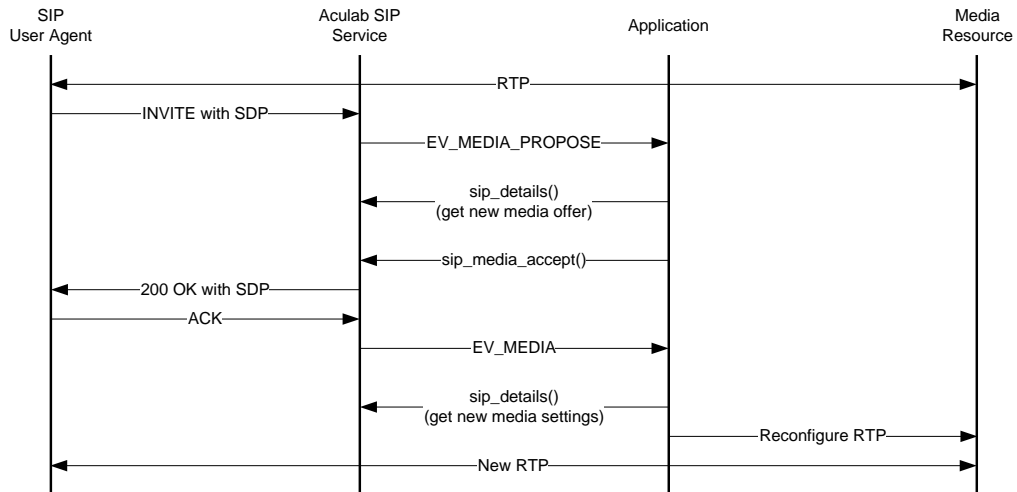 SIP
User Agent
Aculab SIP
Service
Application
Media
Resource
RTP
INVITE with SDP
EV_MEDIA_PROPOSE
sip_details()
(get new media offer)
sip_media_accept()
200 OK with SDP
ACK
EV_MEDIA
sip_details()
(get new media settings)
Reconfigure RTP
New RTP